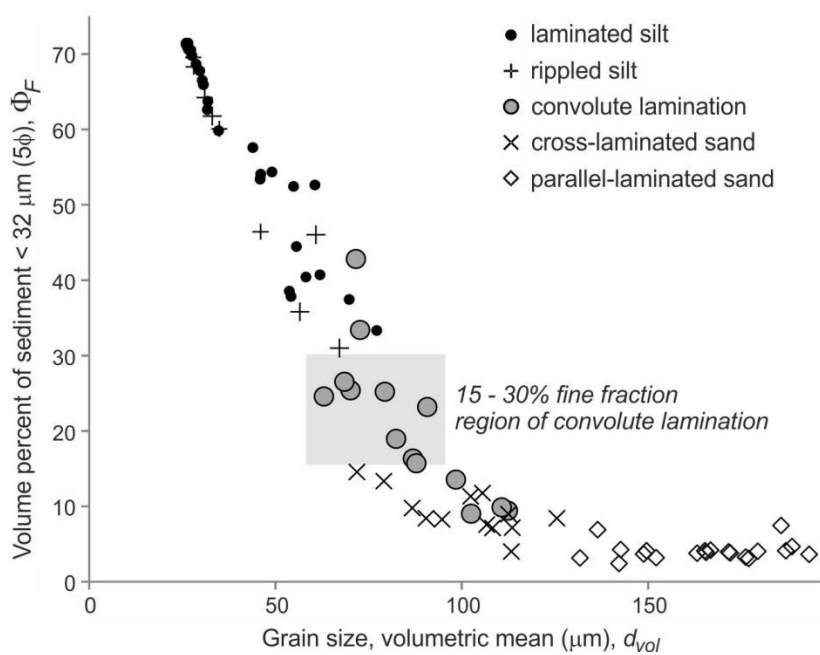 laminated silt
rippled silt
convolute lamination
cross-laminated sand
parallel-laminated sand
Volume percent of sediment < 32 μm (5ϕ), Φ_F
70
60
50
40
30
20
10
0
15 - 30% fine fraction
region of convolute lamination
0
50
100
150
Grain size, volumetric mean (μm), d_vol